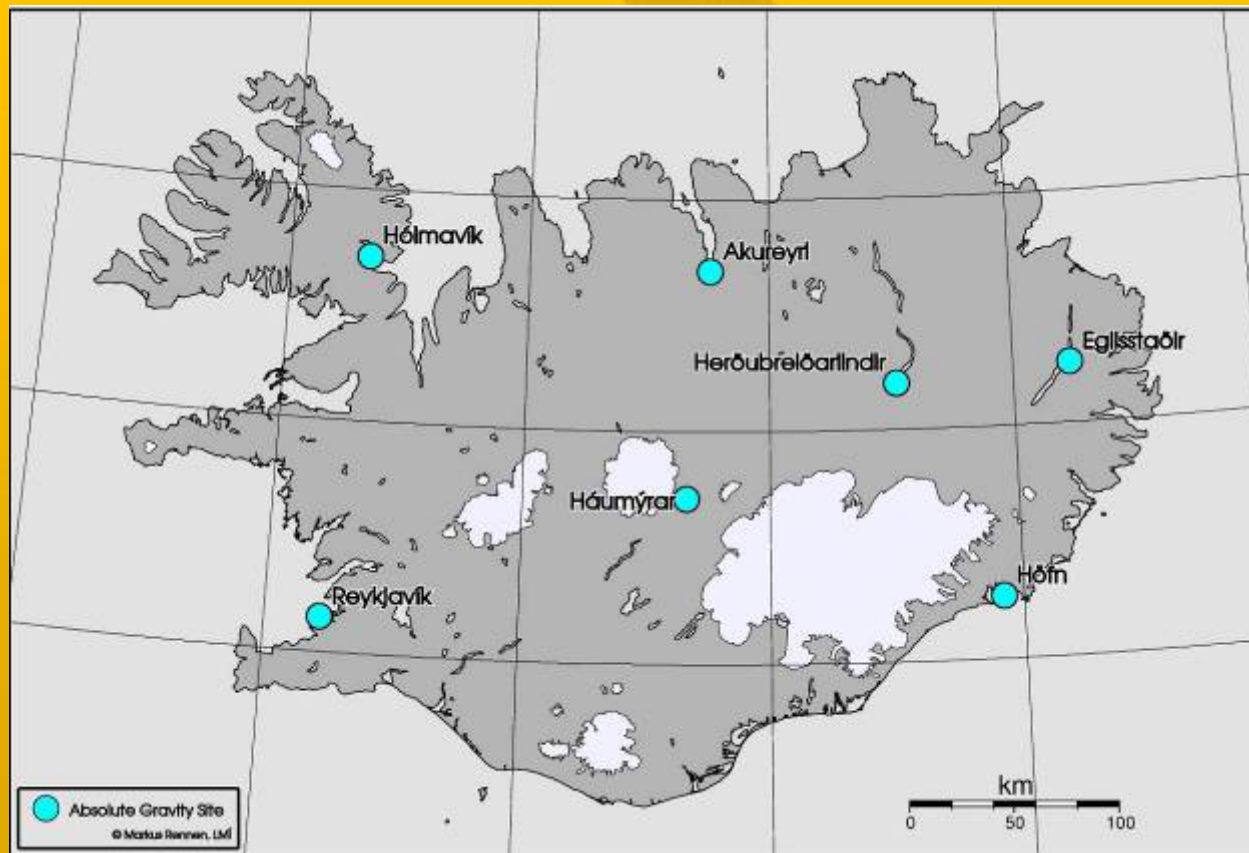 Hólmavík
Akureyri
Egilsstaðir
Herðubreiðarlindir
Háumýrar
Höfn
Reykjavík
km
0 50 100
Absolute Gravity Site
© Markus Rennen, LMÍ